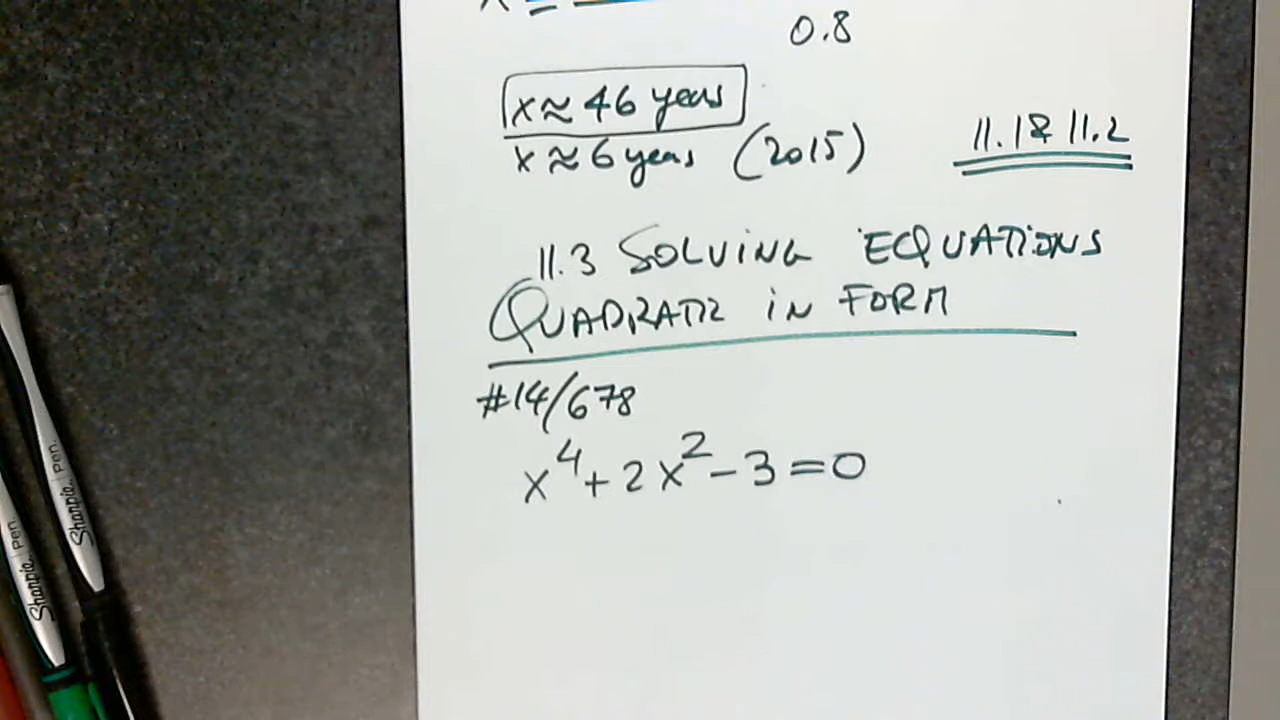 0.8
x ≈ 46 years
x ≈ 6 years (2015)
11.1 & 11.2
11.3 SOLVING EQUATIONS
QUADRATIC IN FORM
#14/678
x⁴ + 2x² - 3 = 0
Sharpie PEN.
Sharpie PEN.